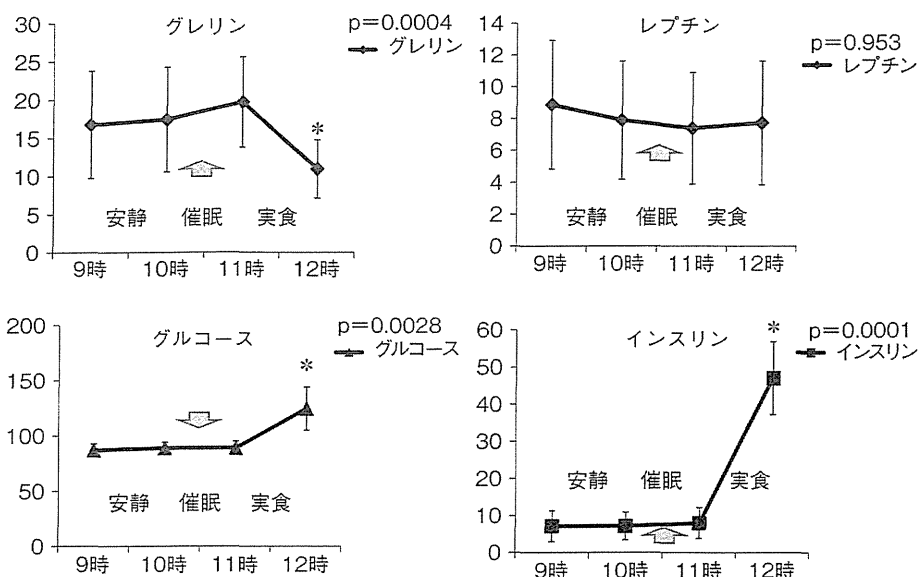 グレリン
p=0.0004
グレリン
30
25
20
15
10
5
0
*
安静 催眠 実食
9時 10時 11時 12時
レプチン
p=0.953
レプチン
14
12
10
8
6
4
2
0
安静 催眠 実食
9時 10時 11時 12時
グルコース
p=0.0028
グルコース
200
150
100
50
0
*
安静 催眠 実食
9時 10時 11時 12時
インスリン
p=0.0001
インスリン
60
50
40
30
20
10
0
*
安静 催眠 実食
9時 10時 11時 12時